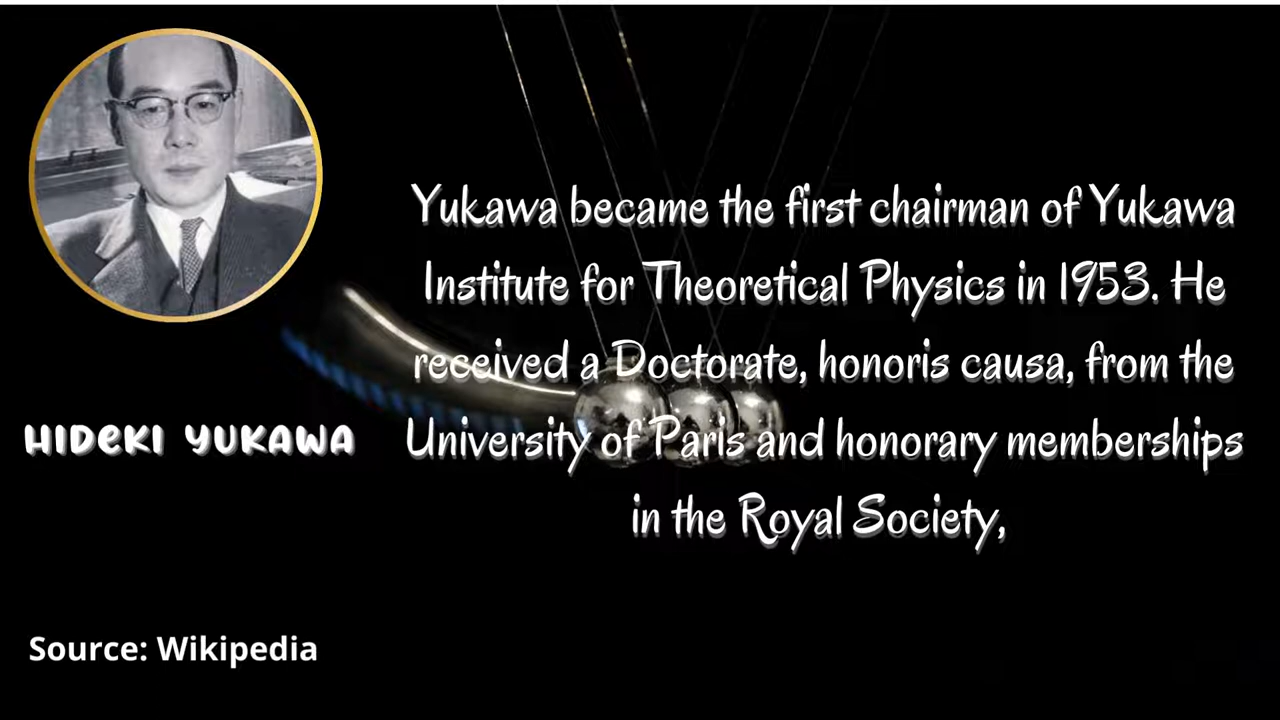 HIDEKI YUKAWA
Yukawa became the first chairman of Yukawa
Institute for Theoretical Physics in 1953. He
received a Doctorate, honoris causa, from the
University of Paris and honorary memberships
in the Royal Society,
Source: Wikipedia